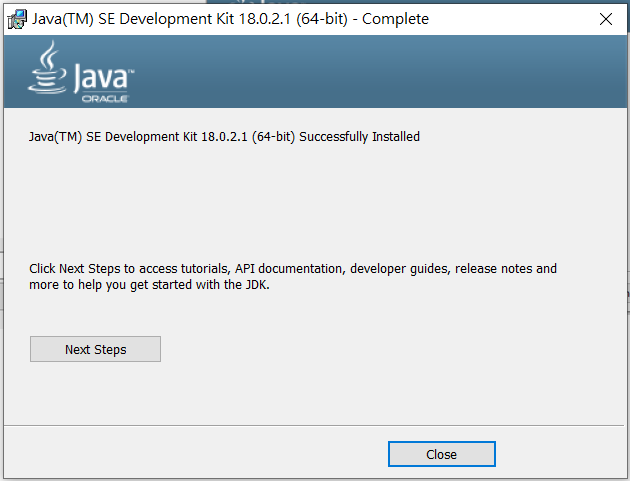 Java(TM) SE Development Kit 18.0.2.1 (64-bit) - Complete
Java™
ORACLE
Java(TM) SE Development Kit 18.0.2.1 (64-bit) Successfully Installed
Click Next Steps to access tutorials, API documentation, developer guides, release notes and
more to help you get started with the JDK.
Next Steps
Close